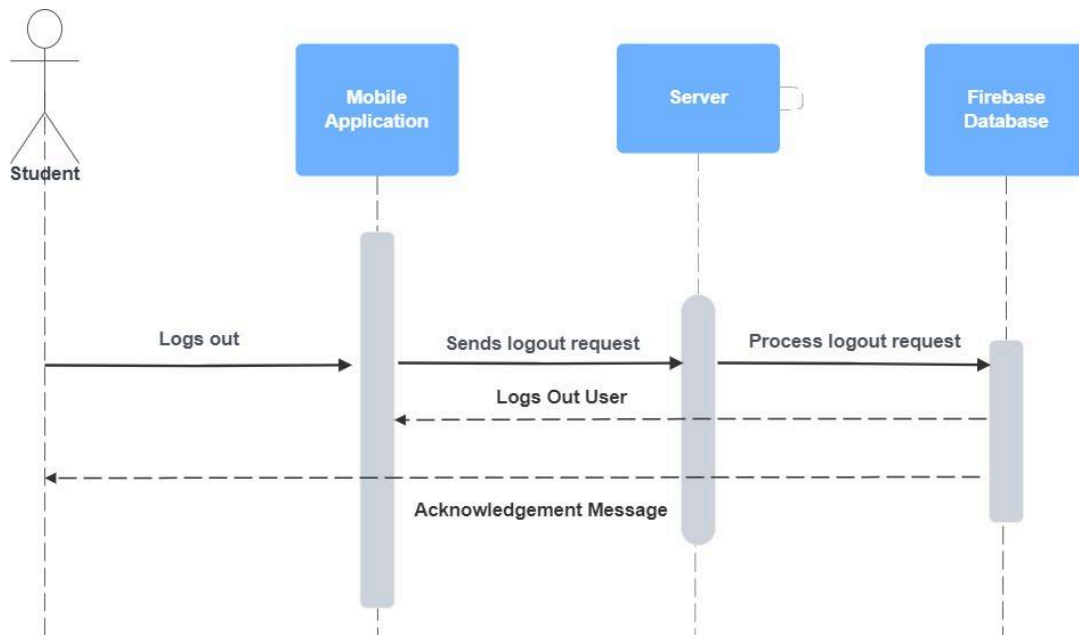 Mobile
Application
Server
Firebase
Database
Student
Logs out
Sends logout request
Process logout request
Logs Out User
Acknowledgement Message